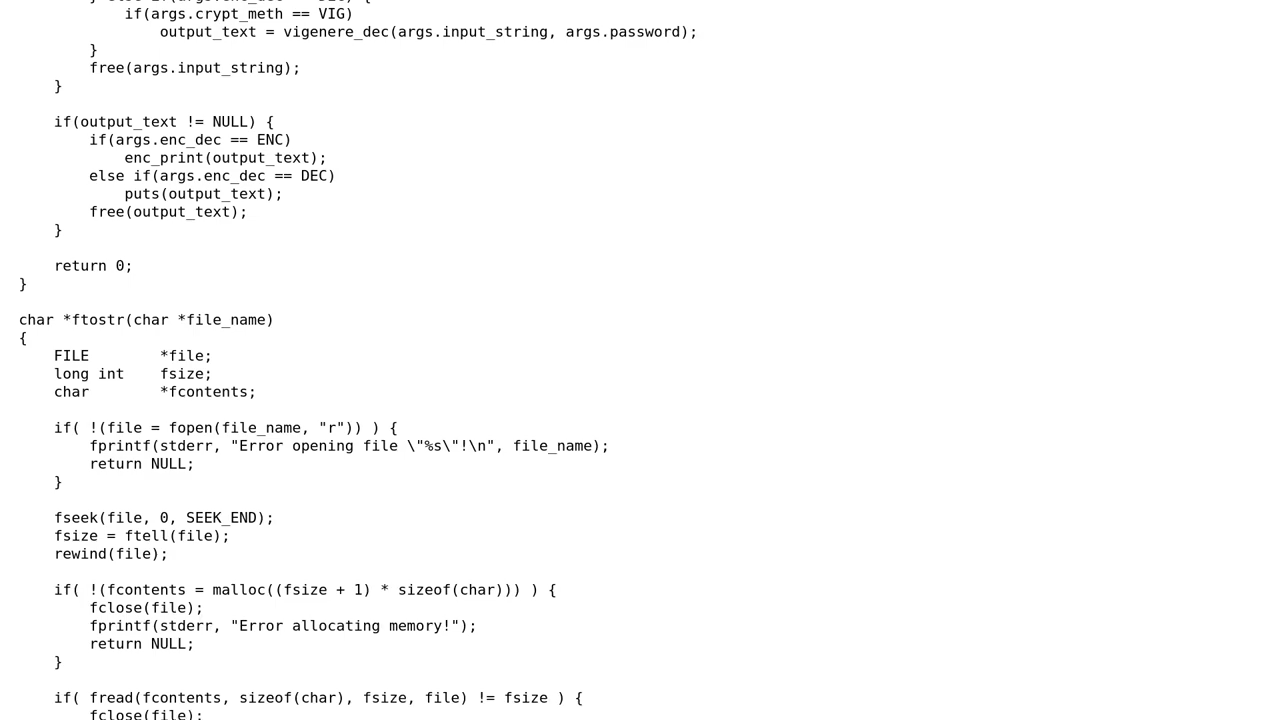 if(args.crypt_meth == VIG)
output_text = vigenere_dec(args.input_string, args.password);
}
free(args.input_string);
}
if(output_text != NULL) {
if(args.enc_dec == ENC)
enc_print(output_text);
else if(args.enc_dec == DEC)
puts(output_text);
free(output_text);
}
return 0;
}
char *ftostr(char *file_name)
{
FILE        *file;
long int    fsize;
char        *fcontents;
if( !(file = fopen(file_name, "r")) ) {
fprintf(stderr, "Error opening file \"%s\"!\n", file_name);
return NULL;
}
fseek(file, 0, SEEK_END);
fsize = ftell(file);
rewind(file);
if( !(fcontents = malloc((fsize + 1) * sizeof(char))) ) {
fclose(file);
fprintf(stderr, "Error allocating memory!");
return NULL;
}
if( fread(fcontents, sizeof(char), fsize, file) != fsize ) {
fclose(file);